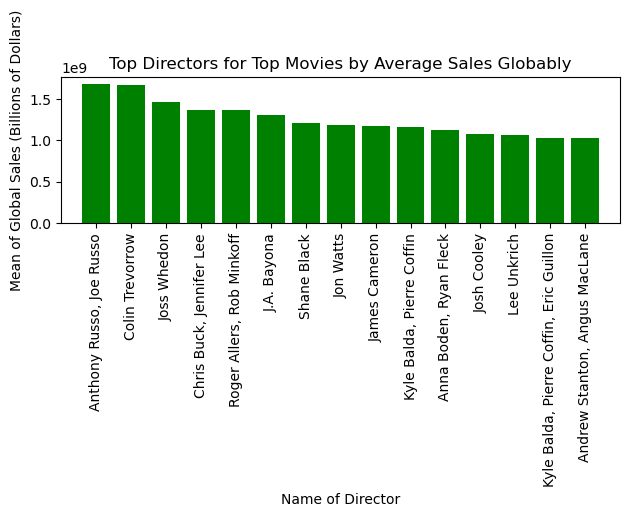 Top Directors for Top Movies by Average Sales Globably
1e9
Mean of Global Sales (Billions of Dollars)
1.5
1.0
0.5
0.0
Anthony Russo, Joe Russo
Colin Trevorrow
Joss Whedon
Chris Buck, Jennifer Lee
Roger Allers, Rob Minkoff
J.A. Bayona
Shane Black
Jon Watts
James Cameron
Kyle Balda, Pierre Coffin
Anna Boden, Ryan Fleck
Josh Cooley
Lee Unkrich
Kyle Balda, Pierre Coffin, Eric Guillon
Andrew Stanton, Angus MacLane
Name of Director